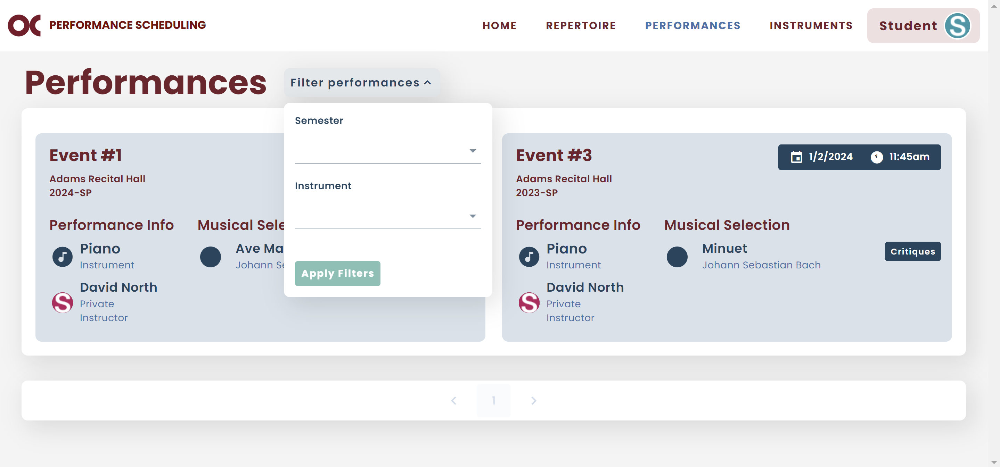 OC PERFORMANCE SCHEDULING
HOME REPERTOIRE PERFORMANCES INSTRUMENTS Student S
Performances
Filter performances
Semester
Instrument
Apply Filters
Event #1
Adams Recital Hall
2024-SP
Performance Info
Musical Sele
Piano
Instrument
Ave Ma
Johann Se
S
David North
Private
Instructor
Event #3
1/2/2024 11:45am
Adams Recital Hall
2023-SP
Performance Info
Musical Selection
Piano
Instrument
Minuet
Johann Sebastian Bach
Critiques
S
David North
Private
Instructor
1